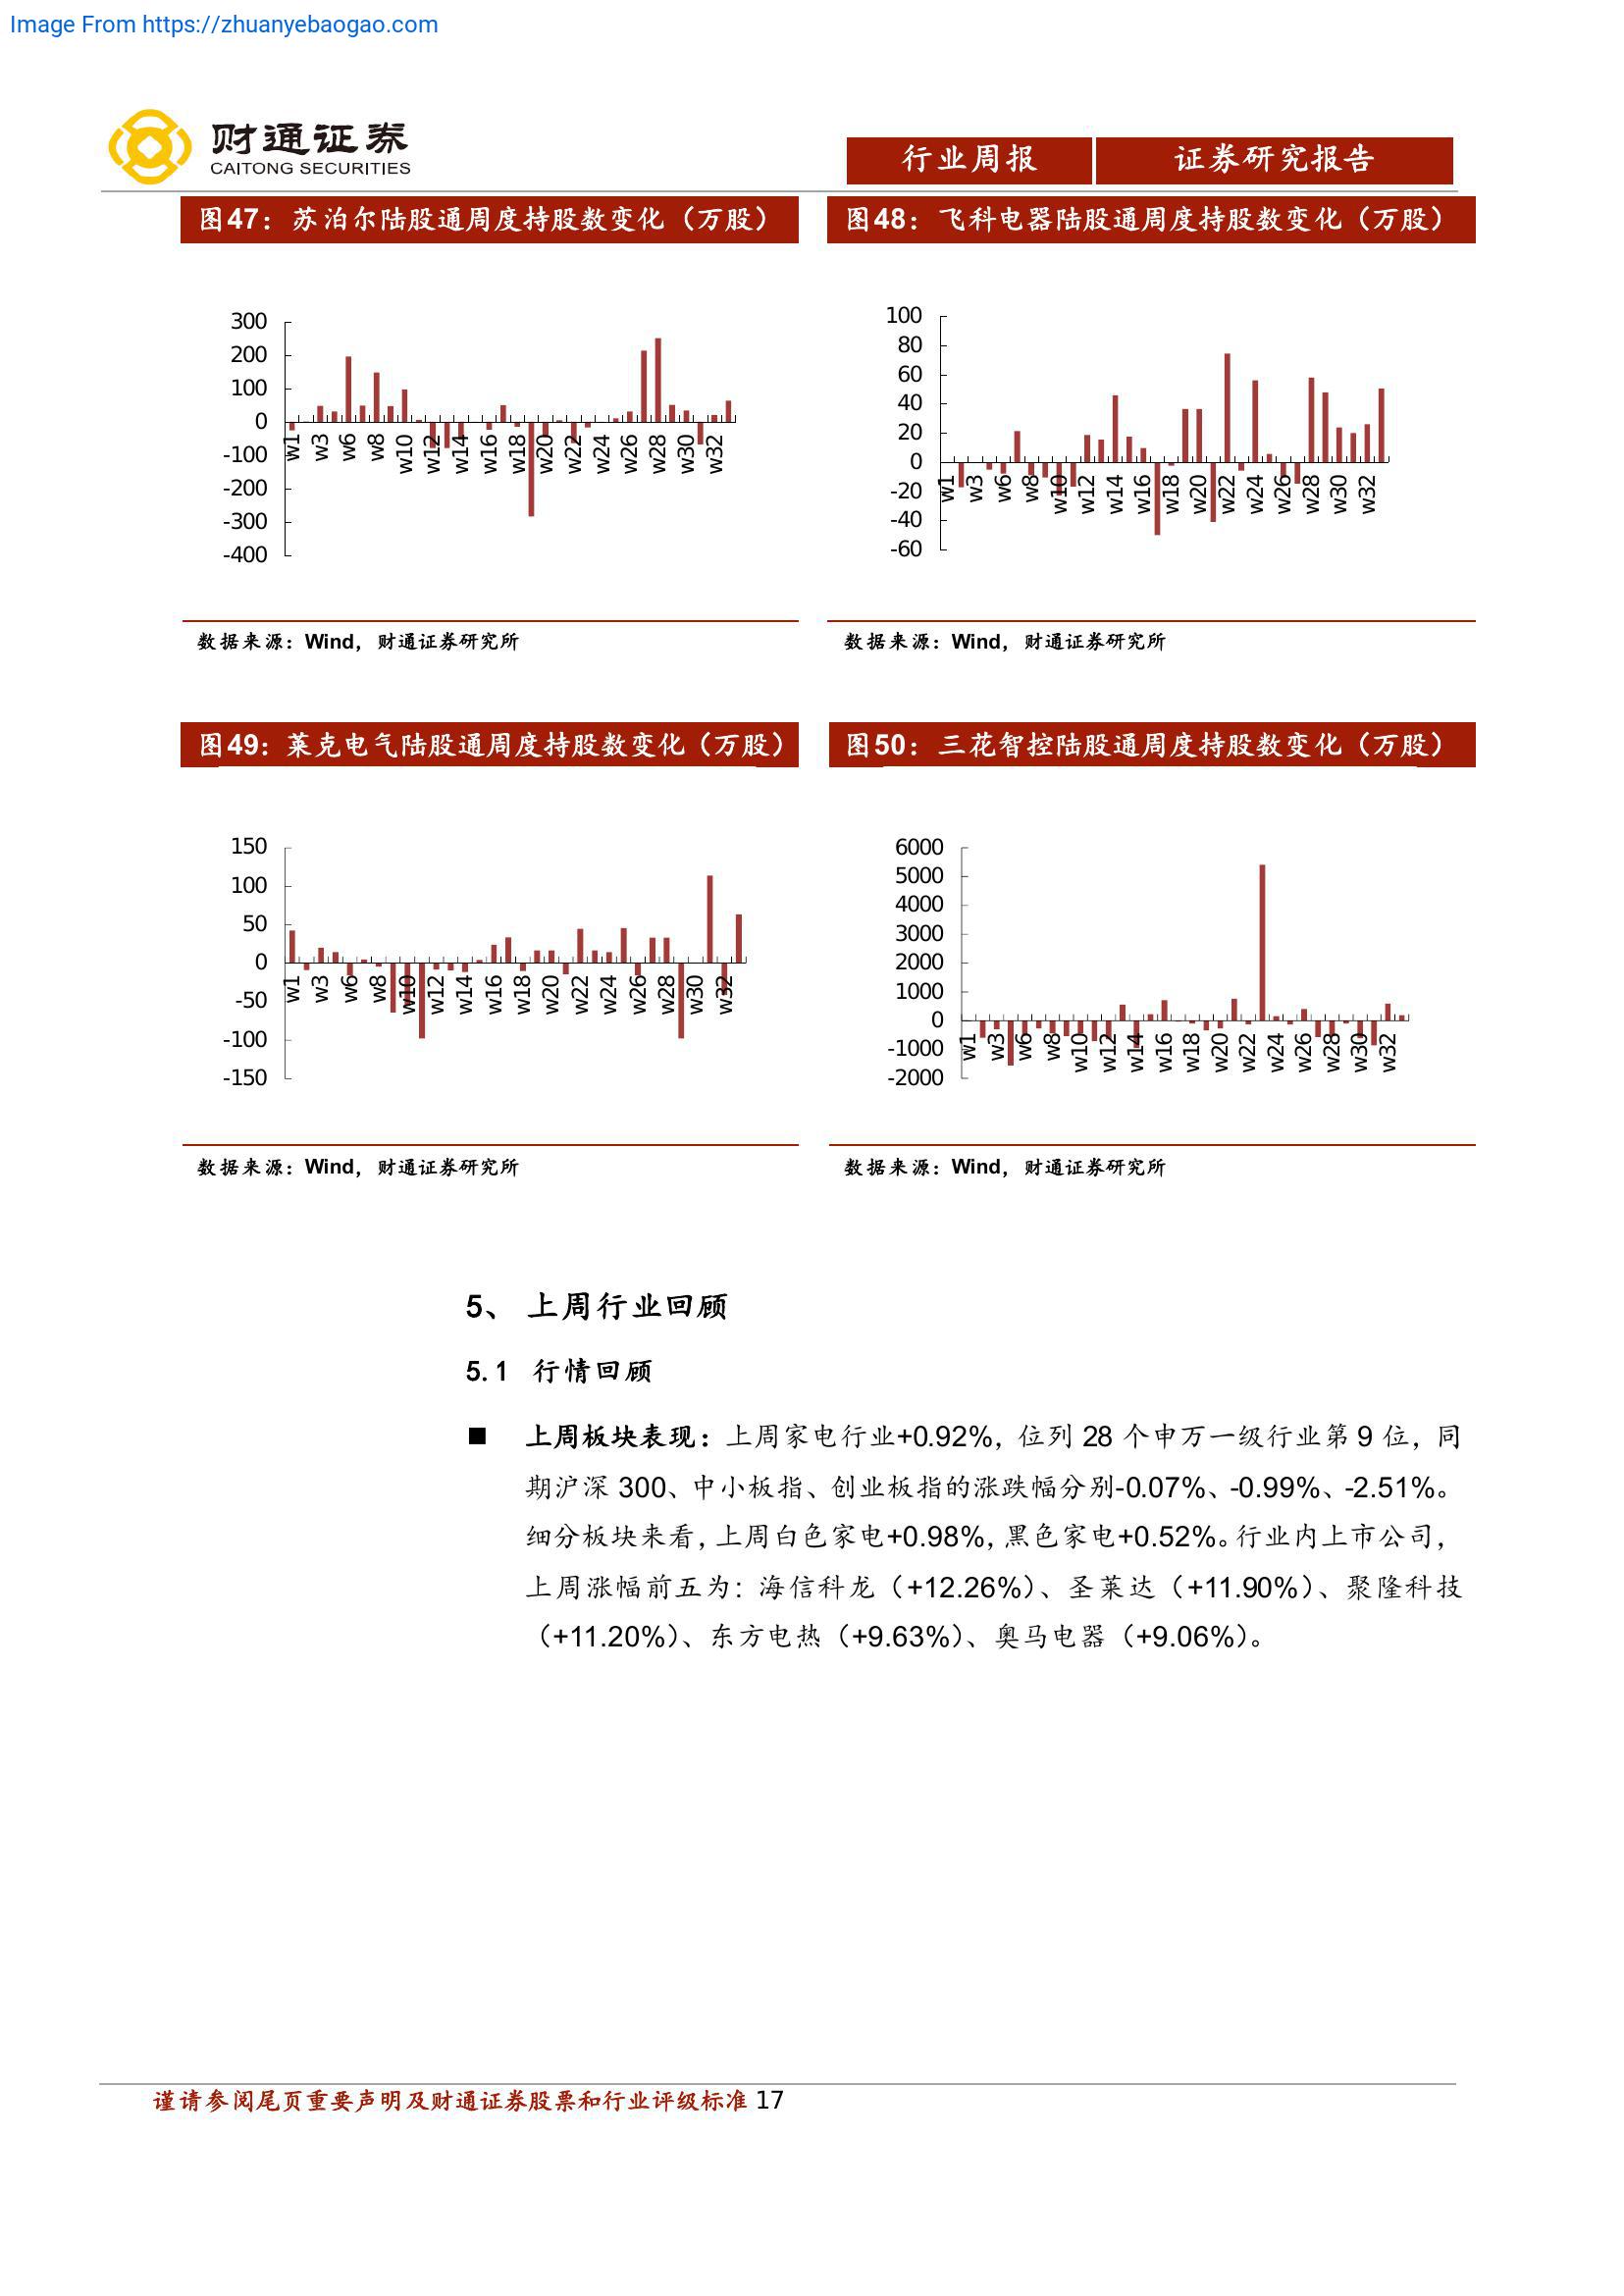 Image From https://zhuanyebaogao.com
财通证券
CAITONG SECURITIES
行业周报 证券研究报告
图47：苏泊尔陆股通周度持股数变化（万股）
300
200
100
0
-100
-200
-300
-400
w1 w3 w6 w8 w10 w12 w14 w16 w18 w20 w22 w24 w26 w28 w30 w32
数据来源：Wind，财通证券研究所
图48：飞科电器陆股通周度持股数变化（万股）
100
80
60
40
20
0
-20
-40
-60
w1 w3 w6 w8 w10 w12 w14 w16 w18 w20 w22 w24 w26 w28 w30 w32
数据来源：Wind，财通证券研究所
图49：莱克电气陆股通周度持股数变化（万股）
150
100
50
0
-50
-100
-150
w1 w3 w6 w8 w10 w12 w14 w16 w18 w20 w22 w24 w26 w28 w30 w32
数据来源：Wind，财通证券研究所
图50：三花智控陆股通周度持股数变化（万股）
6000
5000
4000
3000
2000
1000
0
-1000
-2000
w1 w3 w6 w8 w10 w12 w14 w16 w18 w20 w22 w24 w26 w28 w30 w32
数据来源：Wind，财通证券研究所
5、 上周行业回顾
5.1 行情回顾
■ 上周板块表现：上周家电行业+0.92%，位列 28 个申万一级行业第 9 位，同
期沪深 300、中小板指、创业板指的涨跌幅分别-0.07%、-0.99%、-2.51%。
细分板块来看，上周白色家电+0.98%，黑色家电+0.52%。行业内上市公司，
上周涨幅前五为：海信科龙（+12.26%）、圣莱达（+11.90%）、聚隆科技
（+11.20%）、东方电热（+9.63%）、奥马电器（+9.06%）。
谨请参阅尾页重要声明及财通证券股票和行业评级标准 17